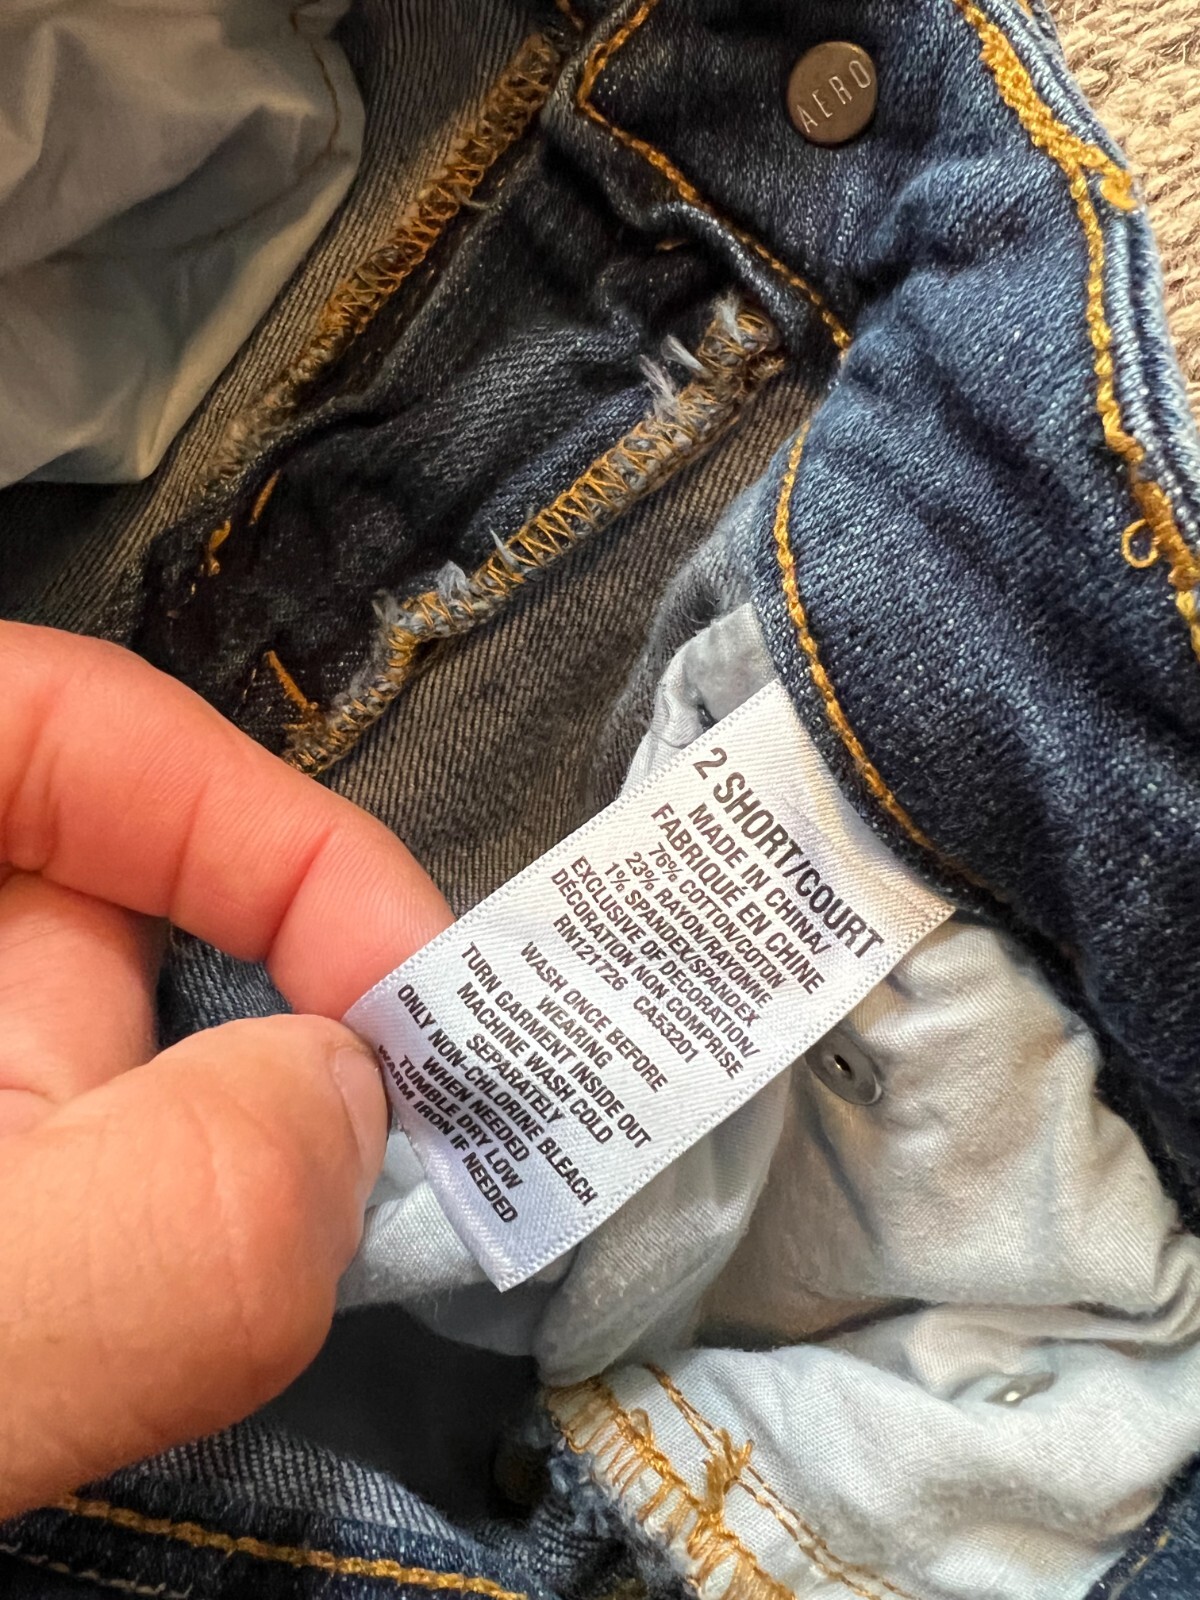 AERO
2 SHORT/COURT
MADE IN CHINA/
FABRIQUÉ EN CHINE
76% COTTON/COTON
23% RAYON/RAYONNE
1% SPANDEX/SPANDEX
EXCLUSIVE OF DECORATION/
DÉCORATION NON COMPRISE
RN121726 CA53201
WASH ONCE BEFORE
WEARING
TURN GARMENT INSIDE OUT
MACHINE WASH COLD
SEPARATELY
ONLY NON-CHLORINE BLEACH
WHEN NEEDED
TUMBLE DRY LOW
WARM IRON IF NEEDED